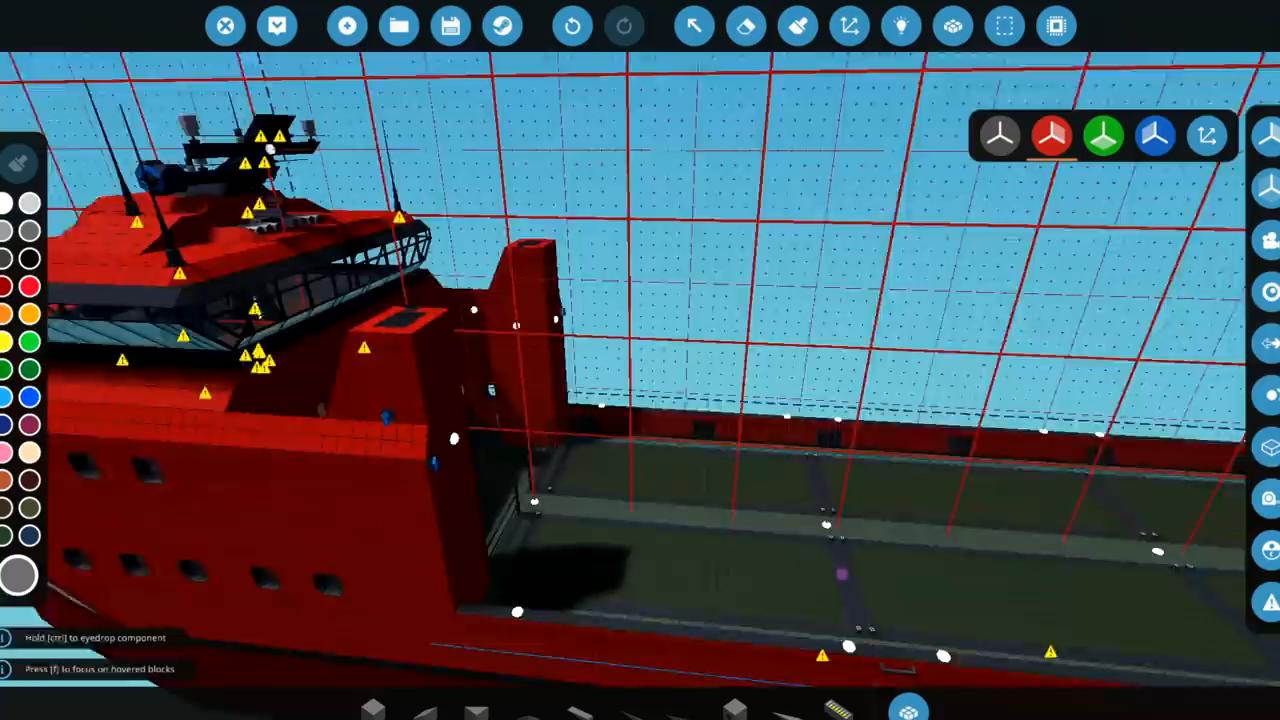 Hold [ctrl] to eyedrop component
Press [f] to focus on hovered blocks